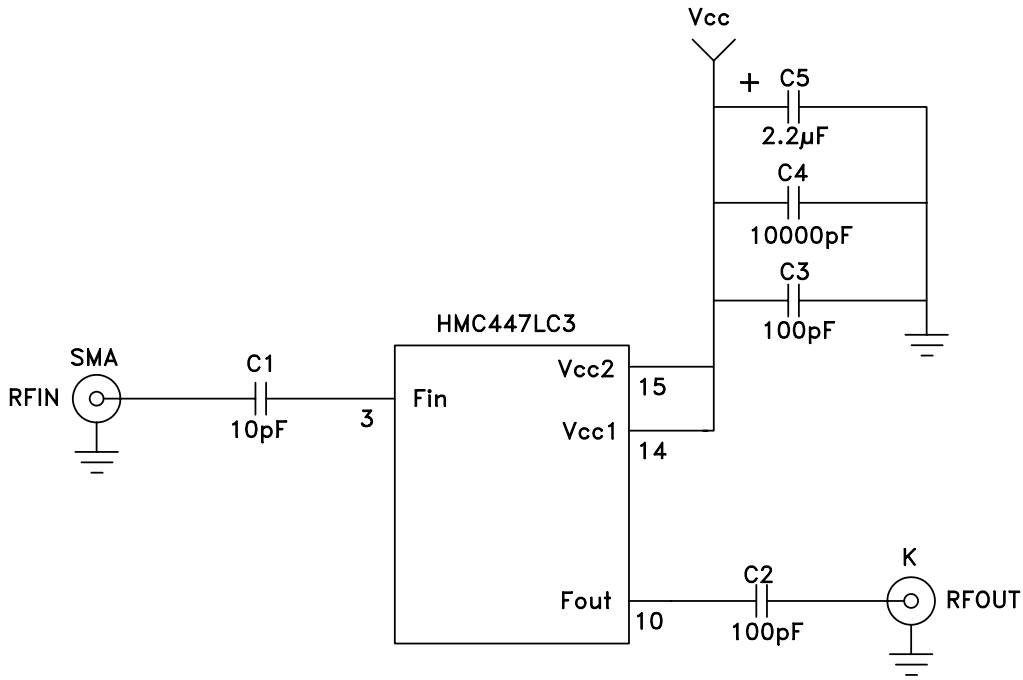 Vcc
+ C5
2.2µF
C4
10000pF
C3
100pF
HMC447LC3
SMA
RFIN
C1
10pF
3
Fin
Vcc2
15
Vcc1
14
Fout
10
C2
100pF
K
RFOUT